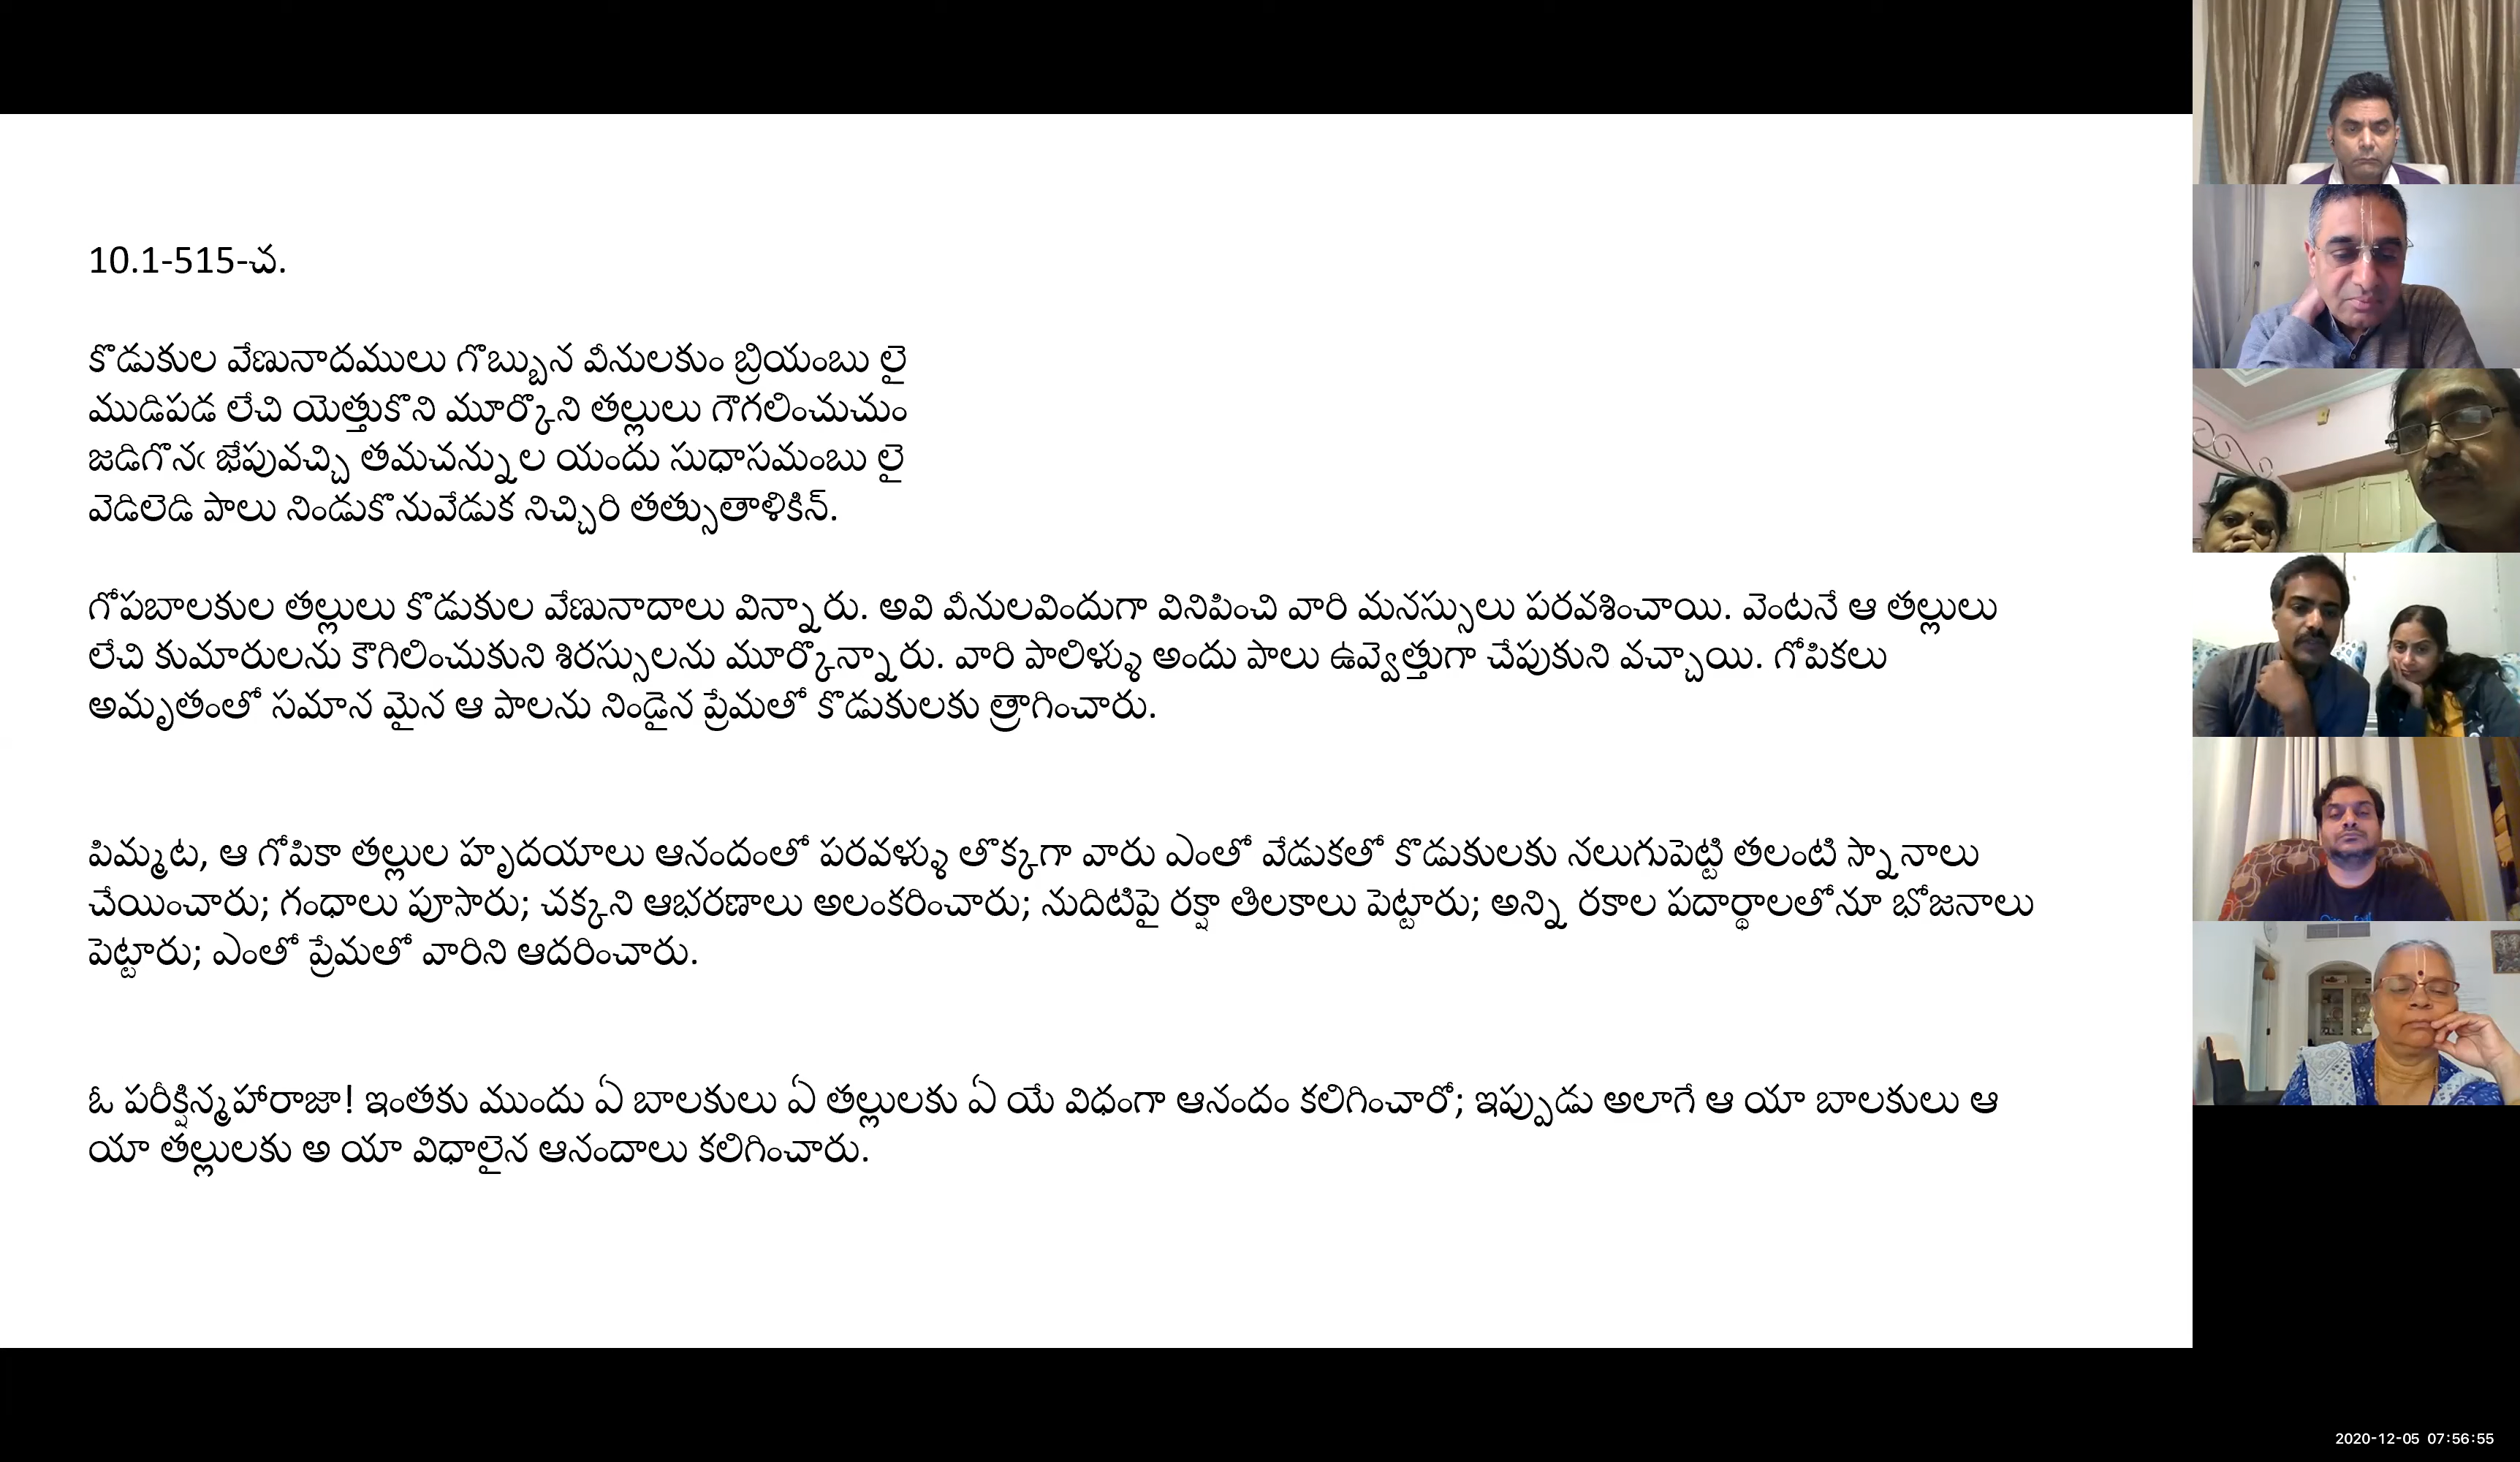 10.1-515-చ.
కొడుకుల వేణునాదములు గొబ్బున వీనులకుం బ్రియంబు లై
ముడిపడ లేచి యెత్తుకొని మూర్కొని తల్లులు గౌగలించుచుం
జడిగొనఁ జేపువచ్చి తమచన్నుల యందు సుధాసమంబు లై
వెడిలెడి పాలు నిండుకొనువేడుక నిచ్చిరి తత్సుతాళికిన్.
గోపబాలకుల తల్లులు కొడుకుల వేణునాదాలు విన్నారు. అవి వీనులవిందుగా వినిపించి వారి మనస్సులు పరవశించాయి. వెంటనే ఆ తల్లులు
లేచి కుమారులను కౌగిలించుకుని శిరస్సులను మూర్కొన్నారు. వారి పాలిళ్ళు అందు పాలు ఉవ్వెత్తుగా చేపుకుని వచ్చాయి. గోపికలు
అమృతంతో సమాన మైన ఆ పాలను నిండైన ప్రేమతో కొడుకులకు త్రాగించారు.
పిమ్మట, ఆ గోపికా తల్లుల హృదయాలు ఆనందంతో పరవళ్ళు తొక్కగా వారు ఎంతో వేడుకతో కొడుకులకు నలుగుపెట్టి తలంటి స్నానాలు
చేయించారు; గంధాలు పూసారు; చక్కని ఆభరణాలు అలంకరించారు; నుదిటిపై రక్షా తిలకాలు పెట్టారు; అన్ని రకాల పదార్థాలతోనూ భోజనాలు
పెట్టారు; ఎంతో ప్రేమతో వారిని ఆదరించారు.
ఓ పరీక్షిన్మహారాజా! ఇంతకు ముందు ఏ బాలకులు ఏ తల్లులకు ఏ యే విధంగా ఆనందం కలిగించారో; ఇప్పుడు అలాగే ఆ యా బాలకులు ఆ
యా తల్లులకు అ యా విధాలైన ఆనందాలు కలిగించారు.
2020-12-05 07:56:55